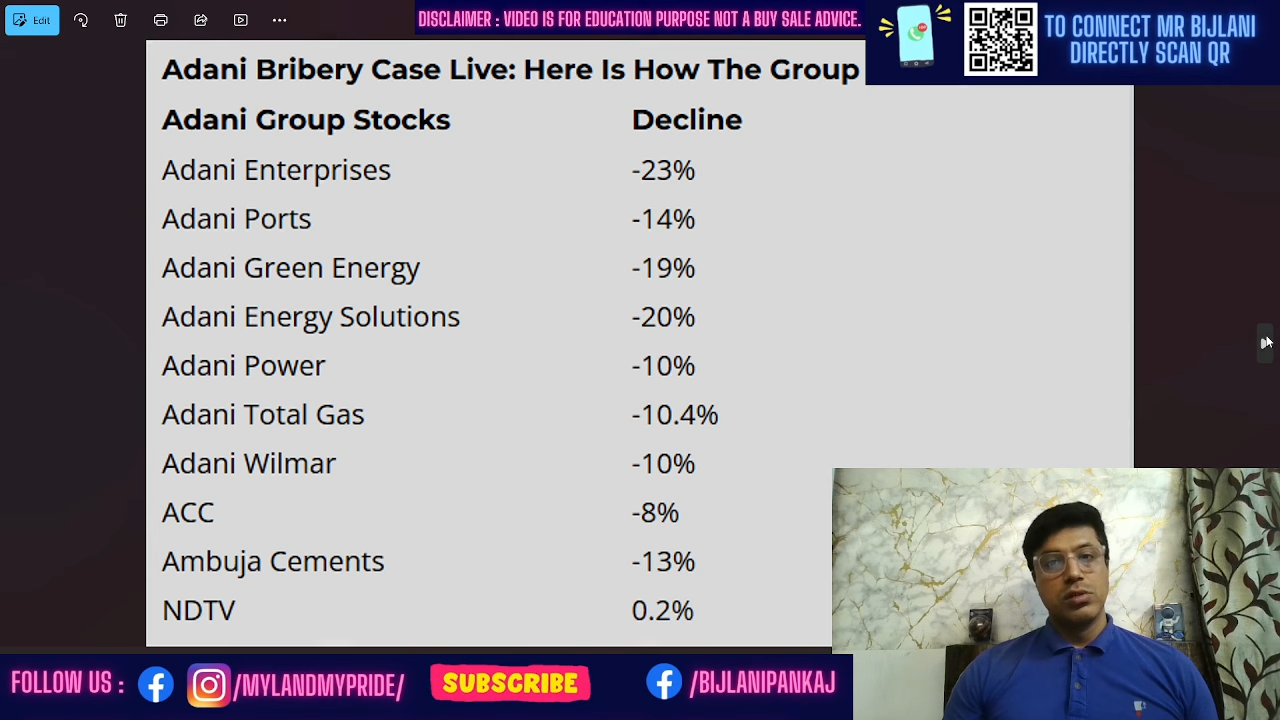 Edit
DISCLAIMER : VIDEO IS FOR EDUCATION PURPOSE NOT A BUY SALE ADVICE.
TO CONNECT MR BIJLANI
DIRECTLY SCAN QR
Adani Bribery Case Live: Here Is How The Group
Adani Group Stocks Decline
Adani Enterprises -23%
Adani Ports -14%
Adani Green Energy -19%
Adani Energy Solutions -20%
Adani Power -10%
Adani Total Gas -10.4%
Adani Wilmar -10%
ACC -8%
Ambuja Cements -13%
NDTV 0.2%
FOLLOW US : /MYLANDMYPRIDE/ SUBSCRIBE /BIJLANIPANKAJ